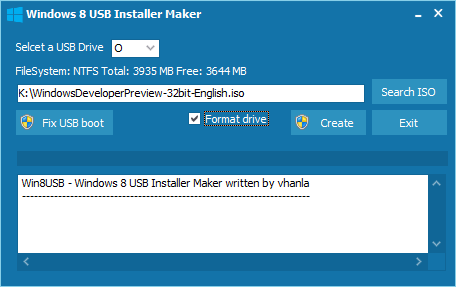 Windows 8 USB Installer Maker
Selcet a USB Drive O
FileSystem: NTFS Total: 3935 MB Free: 3644 MB
K:\WindowsDeveloperPreview-32bit-English.iso Search ISO
Fix USB boot Format drive Create Exit
Win8USB - Windows 8 USB Installer Maker written by vhanla
------------------------------------------------------------------------